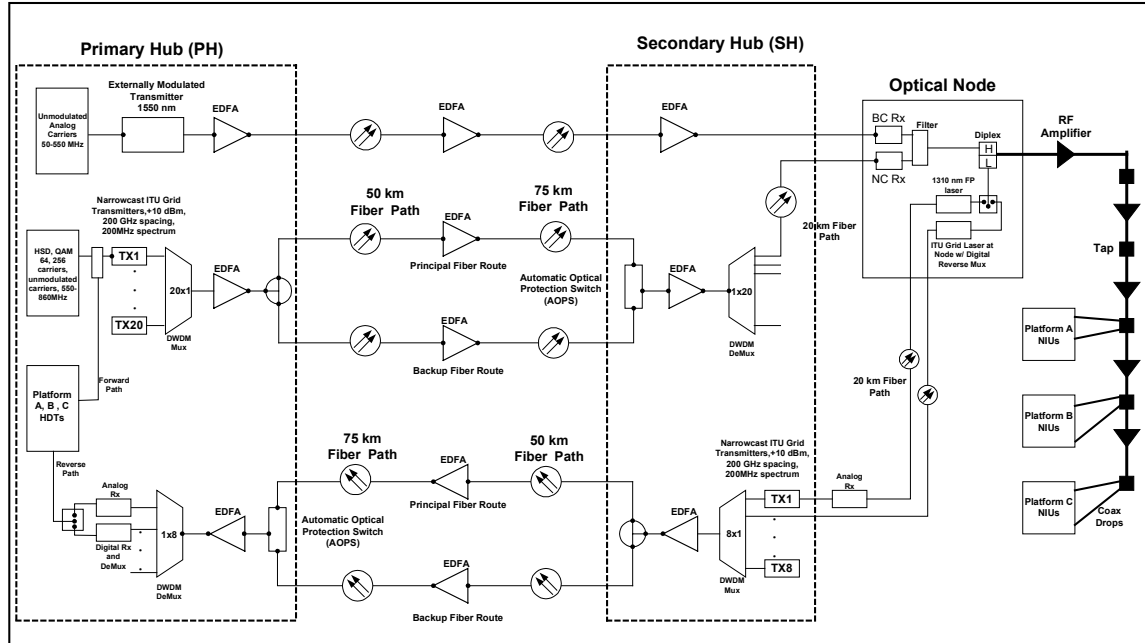 Primary Hub (PH)
Secondary Hub (SH)
Optical Node
Externally Modulated
Transmitter
1550 nm
EDFA
EDFA
EDFA
Unmodulated
Analog
Carriers
50-550 MHz
BC Rx
NC Rx
Filter
Diplex
H
L
RF
Amplifier
1310 nm FP
laser
ITU Grid Laser at
Node w/ Digital
Reverse Mux
Narrowcast ITU Grid
Transmitters,+10 dBm,
200 GHz spacing,
200MHz spectrum
50 km
Fiber Path
75 km
Fiber Path
20 km Fiber
Path
HSD, QAM
64, 256
carriers,
unmodulated
carriers, 550-
860MHz
TX1
TX20
20x1
DWDM
Mux
EDFA
EDFA
Principal Fiber Route
Automatic Optical
Protection Switch
(AOPS)
EDFA
1x20
DWDM
DeMux
EDFA
Backup Fiber Route
Tap
Platform A
NIUs
Platform B
NIUs
Platform C
NIUs
Coax
Drops
20 km Fiber
Path
Forward
Path
Platform
A, B , C
HDTs
Reverse
Path
75 km
Fiber Path
50 km
Fiber Path
EDFA
Principal Fiber Route
Narrowcast ITU Grid
Transmitters,+10 dBm,
200 GHz spacing,
200MHz spectrum
Analog
Rx
TX1
TX8
8x1
DWDM
Mux
EDFA
Analog
Rx
Digital Rx
and
DeMux
1x8
DWDM
DeMux
EDFA
Automatic Optical
Protection Switch
(AOPS)
EDFA
Backup Fiber Route